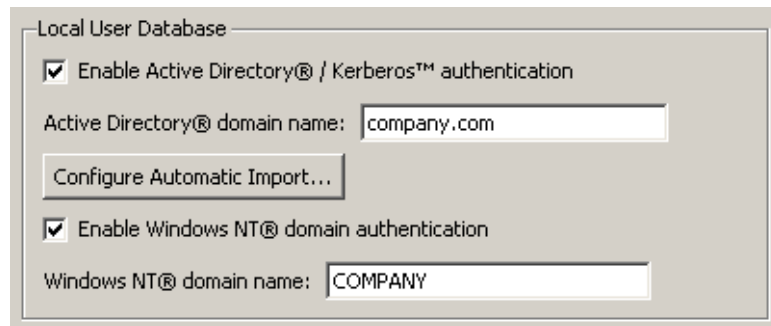 Local User Database
Enable Active Directory® / Kerberos™ authentication
Active Directory® domain name: company.com
Configure Automatic Import...
Enable Windows NT® domain authentication
Windows NT® domain name: COMPANY